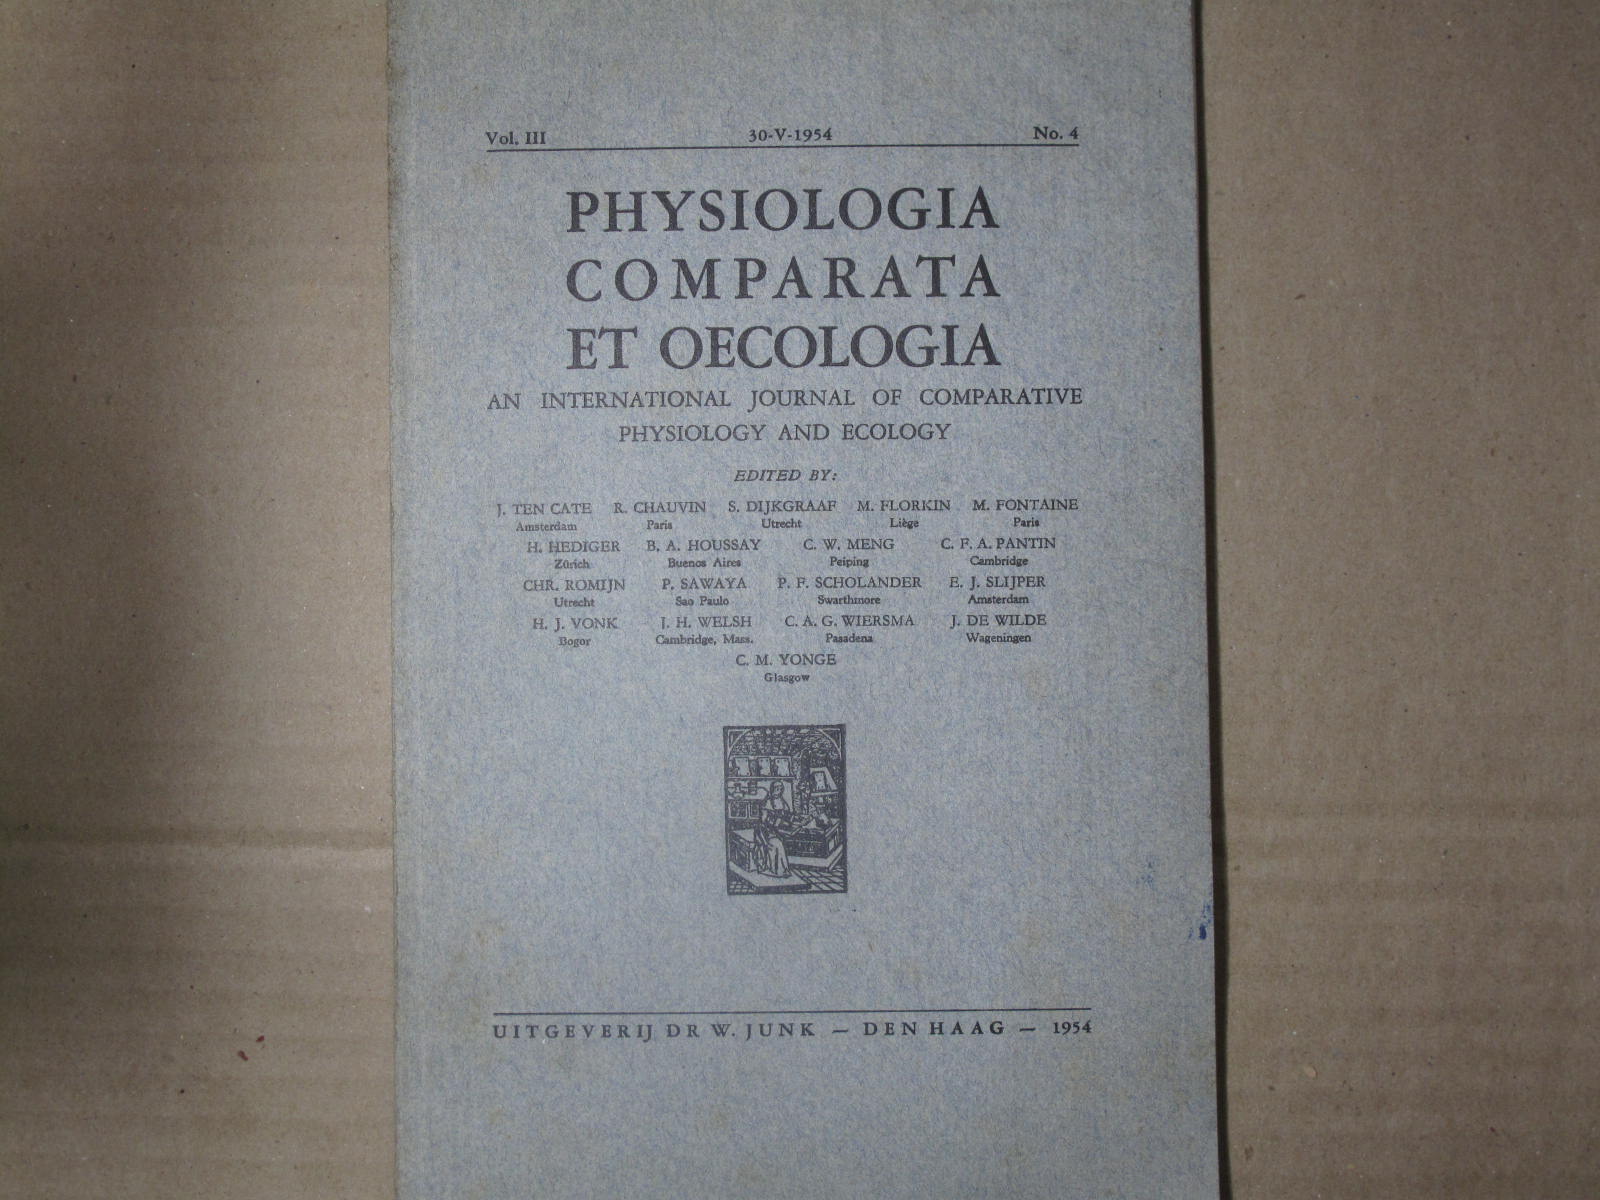 Vol. III 30-V-1954 No. 4
PHYSIOLOGIA
COMPARATA
ET OECOLOGIA
AN INTERNATIONAL JOURNAL OF COMPARATIVE
PHYSIOLOGY AND ECOLOGY
EDITED BY:
J. TEN CATE R. CHAUVIN S. DIJKGRAAF M. FLORKIN M. FONTAINE
Amsterdam Paris Utrecht Liège Paris
H. HEDIGER B. A. HOUSSAY C. W. MENG C. F. A. PANTIN
Zürich Buenos Aires Peiping Cambridge
CHR. ROMIJN P. SAWAYA P. F. SCHOLANDER E. J. SLIJPER
Utrecht Sao Paulo Swarthmore Amsterdam
H. J. VONK J. H. WELSH C. A. G. WIERSMA J. DE WILDE
Bogor Cambridge, Mass. Pasadena Wageningen
C. M. YONGE
Glasgow
UITGEVERIJ DR W. JUNK — DEN HAAG — 1954